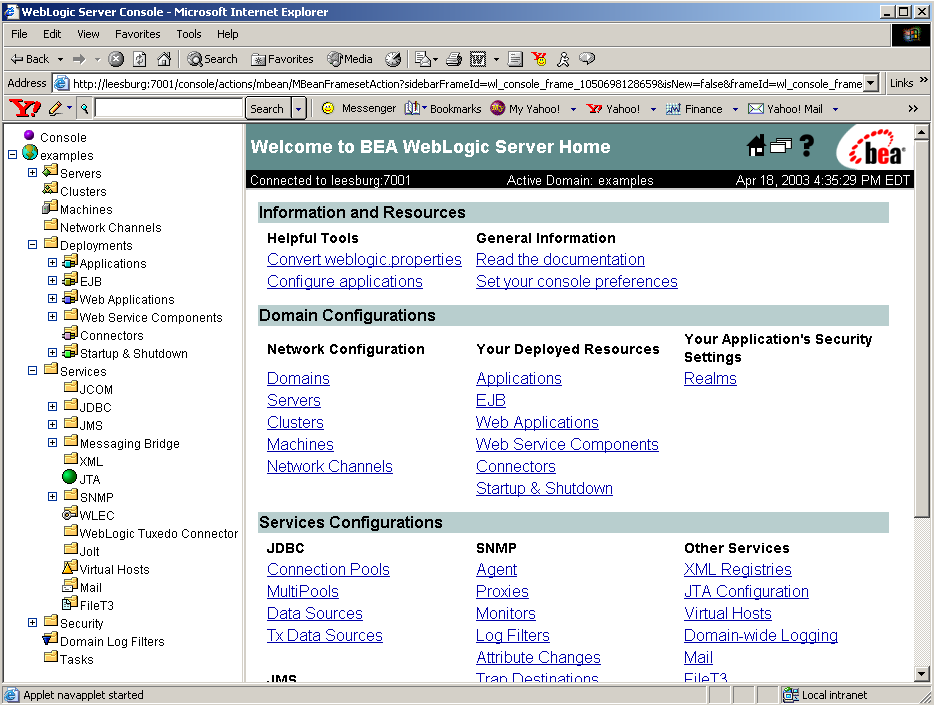 WebLogic Server Console - Microsoft Internet Explorer
File Edit View Favorites Tools Help
Back Search Favorites Media
Address http://leesburg:7001/console/actions/mbean/MBeanFramesetAction?sidebarFrameId=wl_console_frame_1050698128659&isNew=false&frameId=wl_console_frame Links »
Y! Search Messenger Bookmarks My Yahoo! Yahoo! Finance Yahoo! Mail »
Console
examples
Servers
Clusters
Machines
Network Channels
Deployments
Applications
EJB
Web Applications
Web Service Components
Connectors
Startup & Shutdown
Services
JCOM
JDBC
JMS
Messaging Bridge
XML
JTA
SNMP
WLEC
WebLogic Tuxedo Connector
Jolt
Virtual Hosts
Mail
FileT3
Security
Domain Log Filters
Tasks
Welcome to BEA WebLogic Server Home
? bea
Connected to leesburg:7001 Active Domain: examples Apr 18, 2003 4:35:29 PM EDT
Information and Resources
Helpful Tools General Information
Convert weblogic.properties Read the documentation
Configure applications Set your console preferences
Domain Configurations
Network Configuration Your Deployed Resources Your Application's Security
Settings
Domains Applications Realms
Servers EJB
Clusters Web Applications
Machines Web Service Components
Network Channels Connectors
Startup & Shutdown
Services Configurations
JDBC SNMP Other Services
Connection Pools Agent XML Registries
MultiPools Proxies JTA Configuration
Data Sources Monitors Virtual Hosts
Tx Data Sources Log Filters Domain-wide Logging
Attribute Changes Mail
JMS Trap Destinations FileT3
Applet navapplet started Local intranet